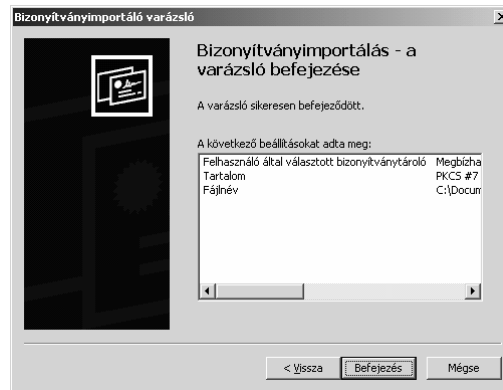 Bizonyítványimportáló varázsló
Bizonyítványimportálás - a
varázsló befejezése
A varázsló sikeresen befejeződött.
A következő beállításokat adta meg:
Felhasználó által választott bizonyítványtároló Megbízha
Tartalom PKCS #7
Fájlnév C:\Docum
< Vissza Befejezés Mégse